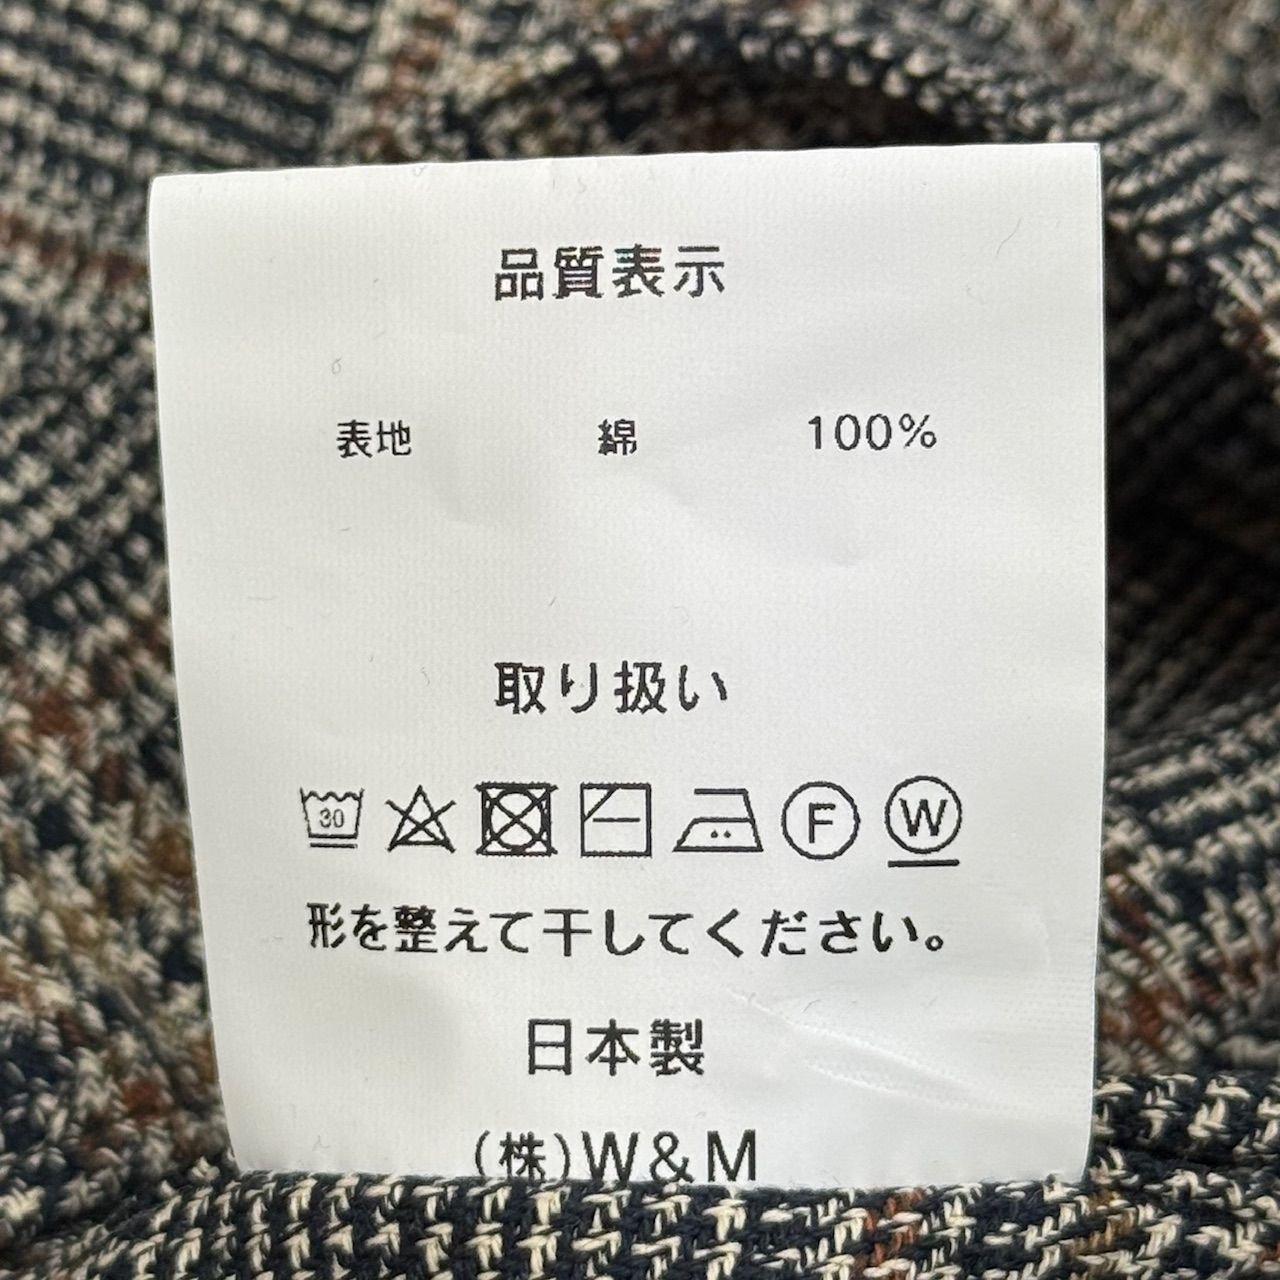 品質表示
表地 綿 100%
取り扱い
30 F W
形を整えて干してください。
日本製
(株)W&M